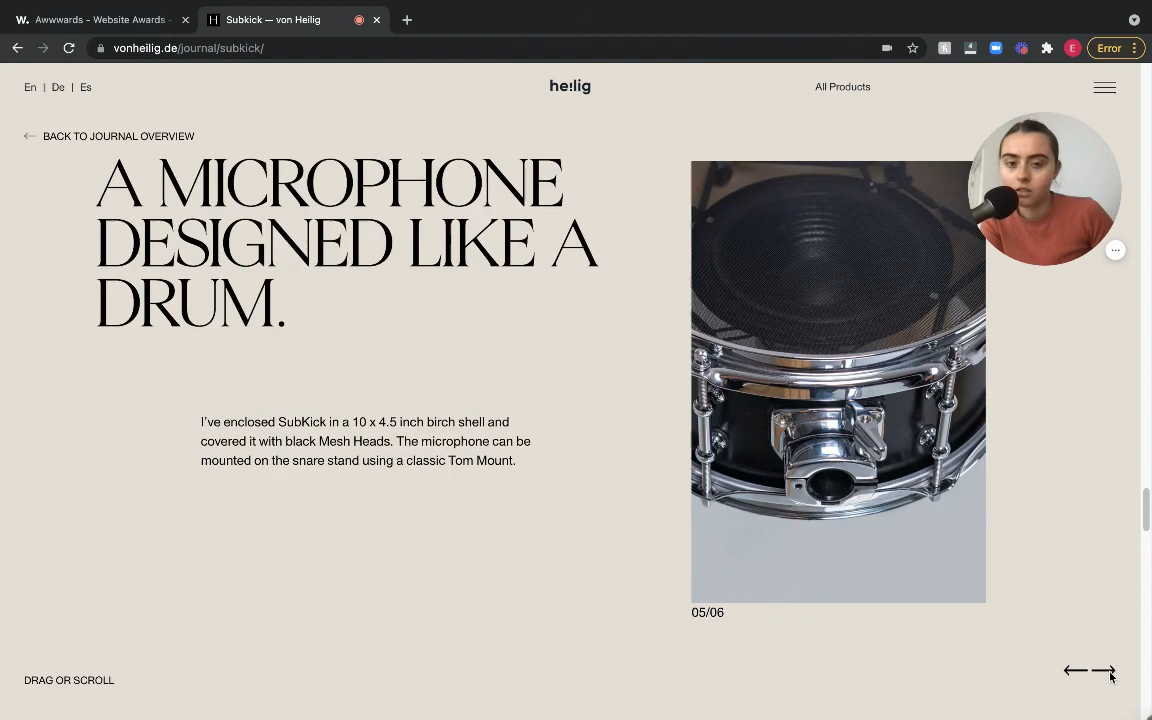 W. Awwwards - Website Awards -
Subkick — von Heilig
vonheilig.de/journal/subkick/
4
E
Error
En | De | Es
he!lig
All Products
← BACK TO JOURNAL OVERVIEW
A MICROPHONE
DESIGNED LIKE A
DRUM.
I've enclosed SubKick in a 10 x 4.5 inch birch shell and
covered it with black Mesh Heads. The microphone can be
mounted on the snare stand using a classic Tom Mount.
05/06
DRAG OR SCROLL